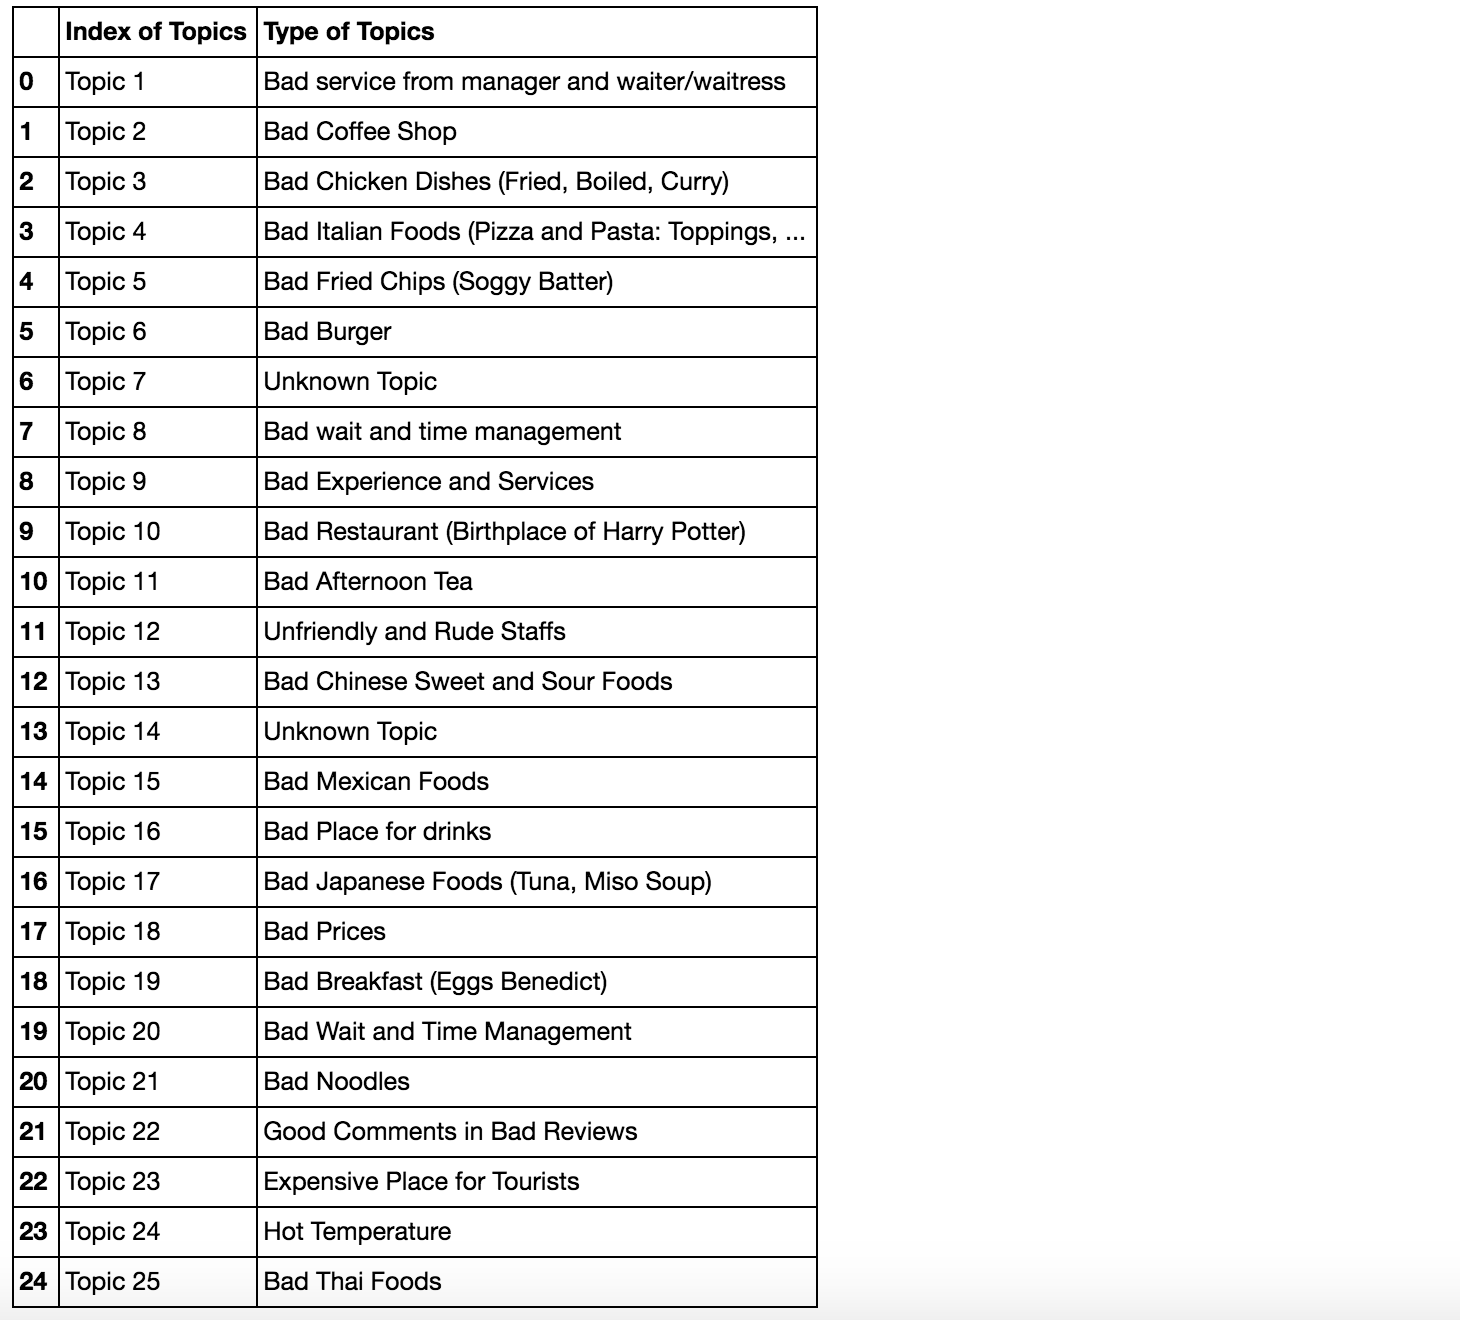 Index of Topics Type of Topics
0 Topic 1 Bad service from manager and waiter/waitress
1 Topic 2 Bad Coffee Shop
2 Topic 3 Bad Chicken Dishes (Fried, Boiled, Curry)
3 Topic 4 Bad Italian Foods (Pizza and Pasta: Toppings, ...
4 Topic 5 Bad Fried Chips (Soggy Batter)
5 Topic 6 Bad Burger
6 Topic 7 Unknown Topic
7 Topic 8 Bad wait and time management
8 Topic 9 Bad Experience and Services
9 Topic 10 Bad Restaurant (Birthplace of Harry Potter)
10 Topic 11 Bad Afternoon Tea
11 Topic 12 Unfriendly and Rude Staffs
12 Topic 13 Bad Chinese Sweet and Sour Foods
13 Topic 14 Unknown Topic
14 Topic 15 Bad Mexican Foods
15 Topic 16 Bad Place for drinks
16 Topic 17 Bad Japanese Foods (Tuna, Miso Soup)
17 Topic 18 Bad Prices
18 Topic 19 Bad Breakfast (Eggs Benedict)
19 Topic 20 Bad Wait and Time Management
20 Topic 21 Bad Noodles
21 Topic 22 Good Comments in Bad Reviews
22 Topic 23 Expensive Place for Tourists
23 Topic 24 Hot Temperature
24 Topic 25 Bad Thai Foods